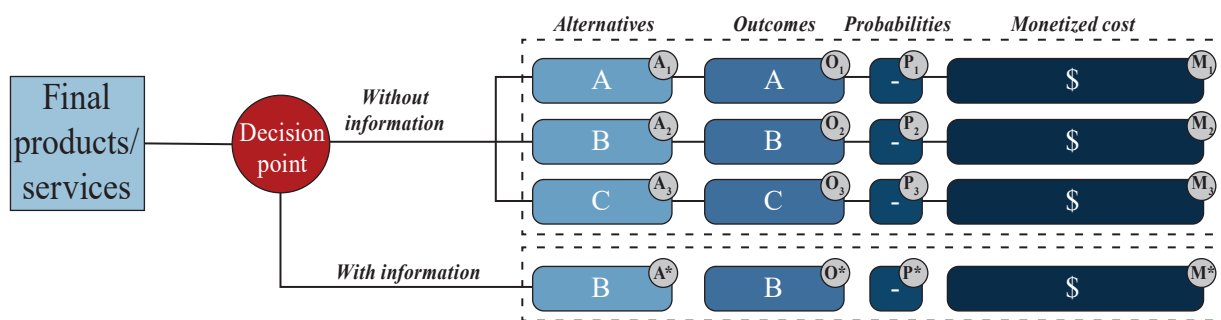 Alternatives Outcomes Probabilities Monetized cost
Final
products/
services
Decision
point
Without
information
A A₁ A O₁ - P₁ $ M₁
B A₂ B O₂ - P₂ $ M₂
C A₃ C O₃ - P₃ $ M₃
With information
B A* B O* - P* $ M*